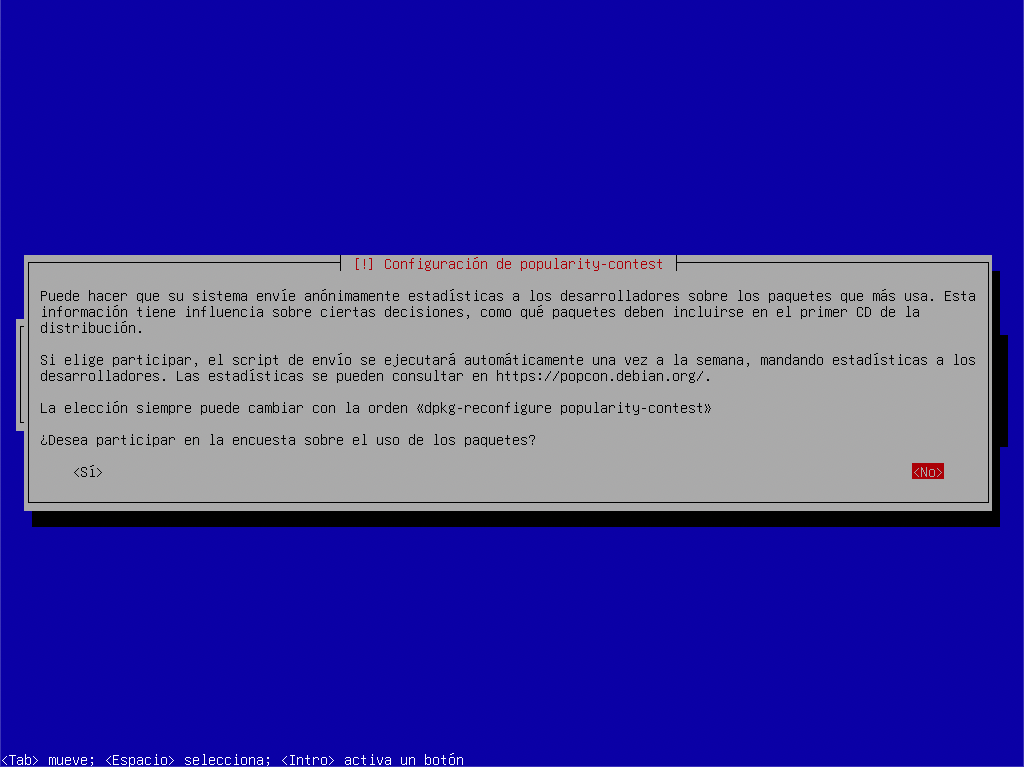 [!] Configuración de popularity-contest
Puede hacer que su sistema envíe anónimamente estadísticas a los desarrolladores sobre los paquetes que más usa. Esta
información tiene influencia sobre ciertas decisiones, como qué paquetes deben incluirse en el primer CD de la
distribución.
Si elige participar, el script de envío se ejecutará automáticamente una vez a la semana, mandando estadísticas a los
desarrolladores. Las estadísticas se pueden consultar en https://popcon.debian.org/.
La elección siempre puede cambiar con la orden «dpkg-reconfigure popularity-contest»
¿Desea participar en la encuesta sobre el uso de los paquetes?
<Sí> <No>
<Tab> mueve; <Espacio> selecciona; <Intro> activa un botón